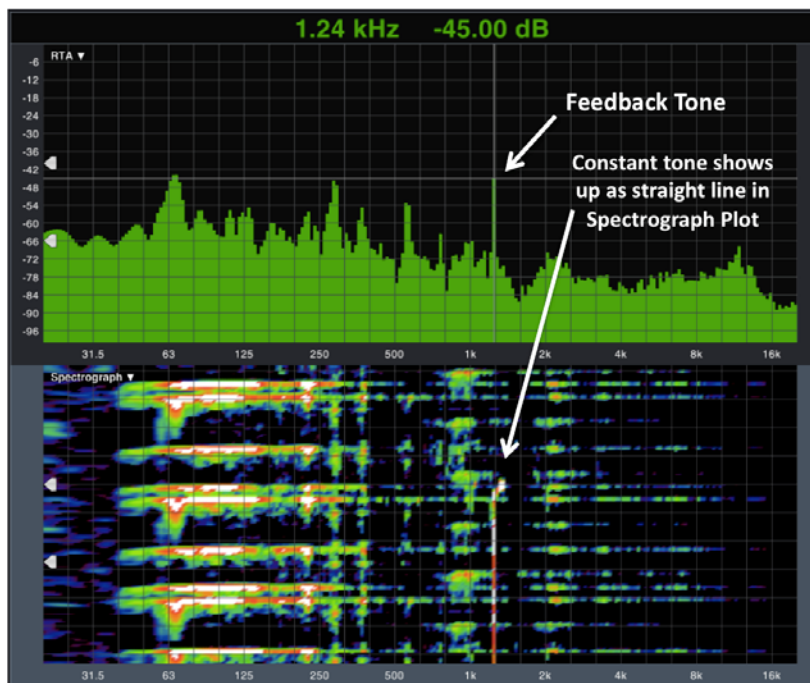 1.24 kHz -45.00 dB
RTA ▼
-6
-12
-18
-24
-30
-36
-42
-48
-54
-60
-66
-72
-78
-84
-90
-96
Feedback Tone
Constant tone shows
up as straight line in
Spectrograph Plot
31.5 63 125 250 500 1k 2k 4k 8k 16k
Spectrograph ▼
31.5 63 125 250 500 1k 2k 4k 8k 16k